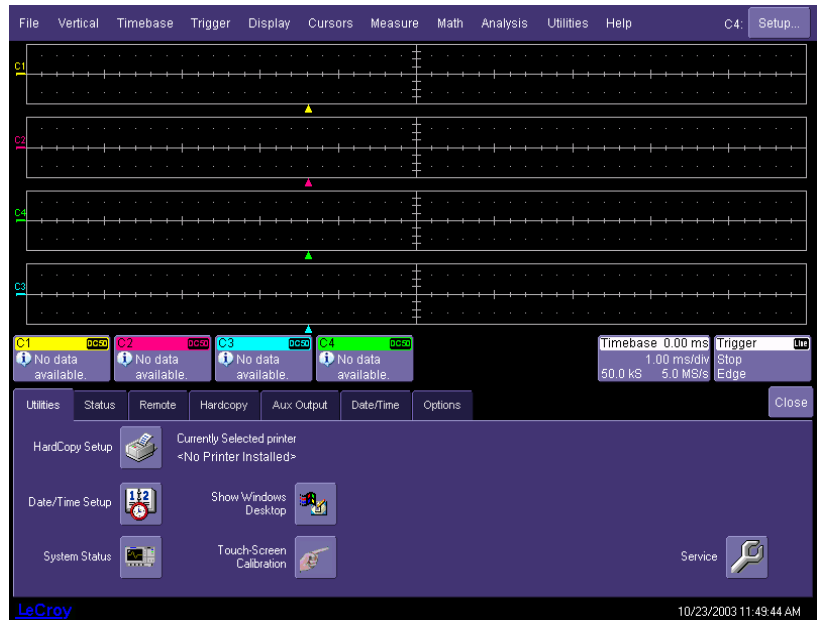 File Vertical Timebase Trigger Display Cursors Measure Math Analysis Utilities Help C4: Setup...
C1
C2
C4
C3
C1 DC50 C2 DC50 C3 DC50 C4 DC50 Timebase 0.00 ms Trigger Line
No data No data No data No data 1.00 ms/div Stop
available. available. available. available. 50.0 kS 5.0 MS/s Edge
Utilities Status Remote Hardcopy Aux Output Date/Time Options Close
HardCopy Setup Currently Selected printer
<No Printer Installed>
Date/Time Setup Show Windows
Desktop
System Status Touch-Screen
Calibration Service
LeCroy 10/23/2003 11:49:44 AM